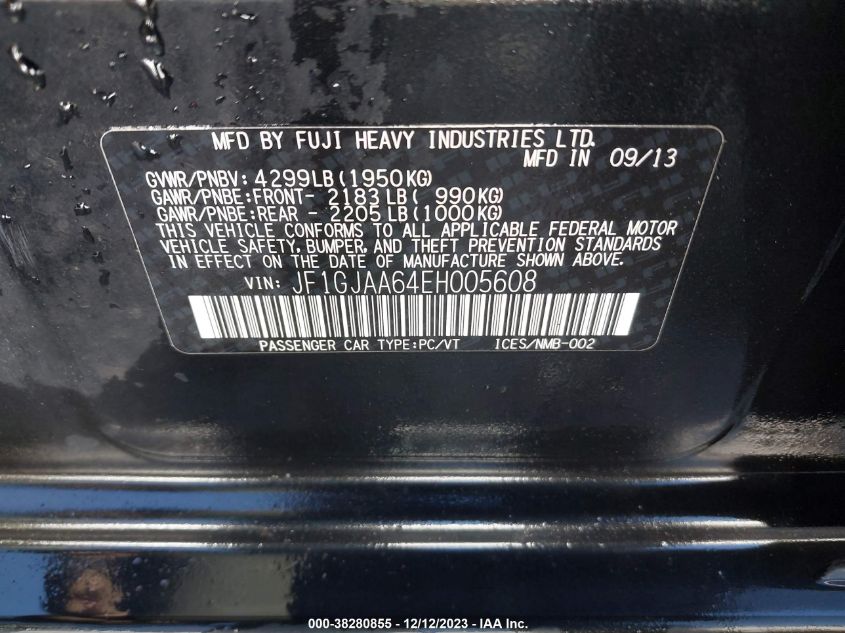 MFD BY FUJI HEAVY INDUSTRIES LTD.
MFD IN 09/13
GVWR/PNBV: 4299LB(1950KG)
GAWR/PNBE:FRONT- 2183LB( 990KG)
GAWR/PNBE:REAR - 2205LB(1000KG)
THIS VEHICLE CONFORMS TO ALL APPLICABLE FEDERAL MOTOR
VEHICLE SAFETY, BUMPER, AND THEFT PREVENTION STANDARDS
IN EFFECT ON THE DATE OF MANUFACTURE SHOWN ABOVE.
VIN: JF1GJAA64EH005608
PASSENGER CAR TYPE:PC/VT ICES/NMB-002
000-38280855 - 12/12/2023 - IAA Inc.